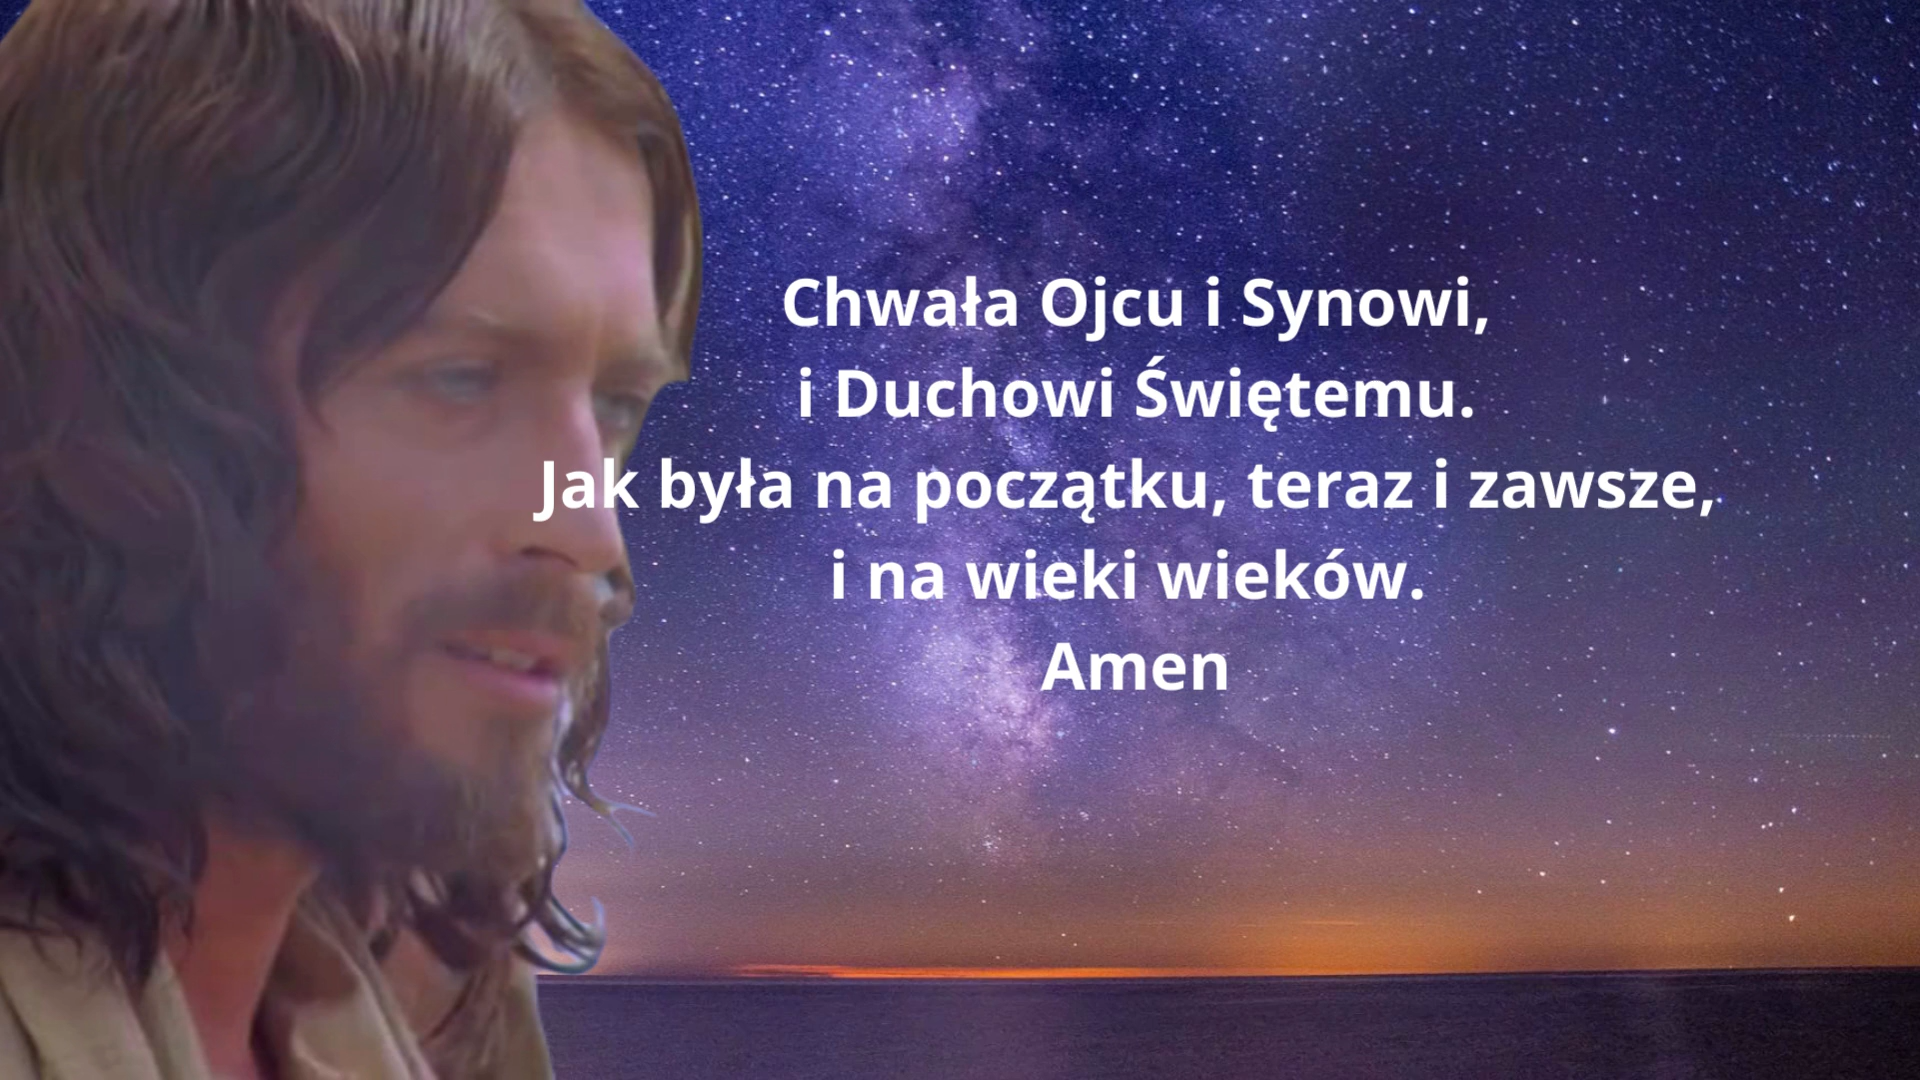 Chwała Ojcu i Synowi,
i Duchowi Świętemu.
Jak była na początku, teraz i zawsze,
i na wieki wieków.
Amen